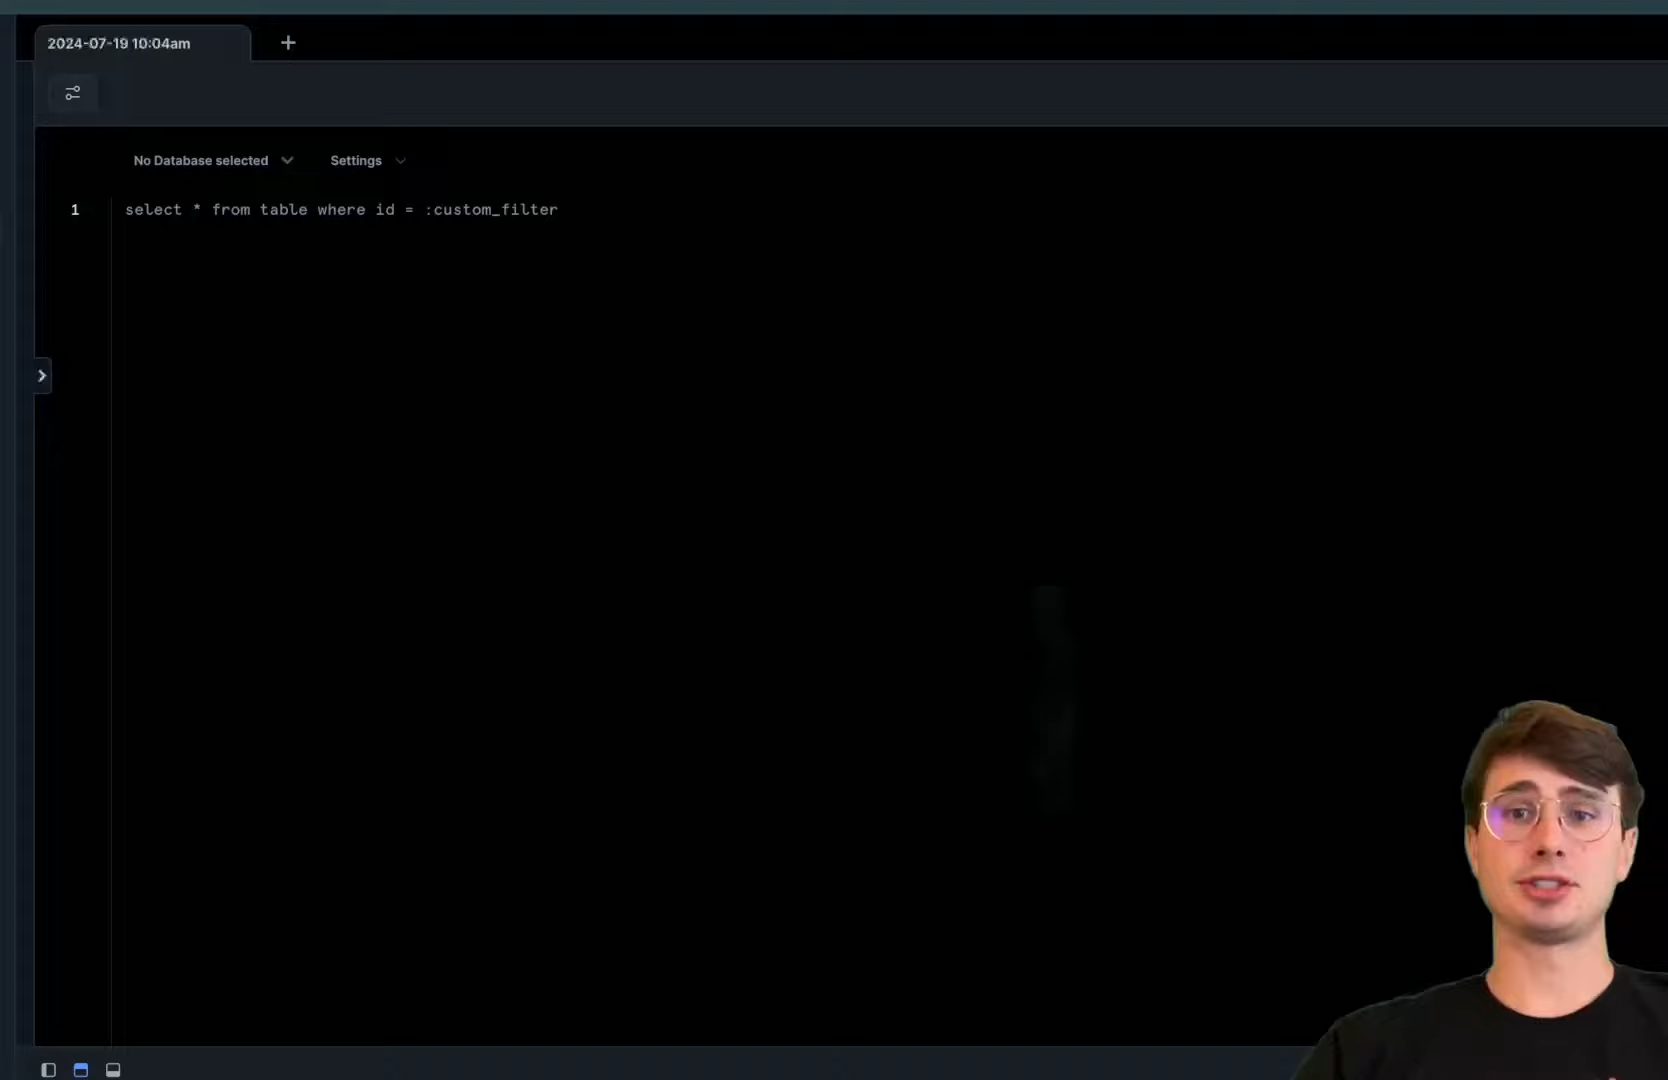 2024-07-19 10:04am
No Database selected
Settings
1
select * from table where id = :custom_filter